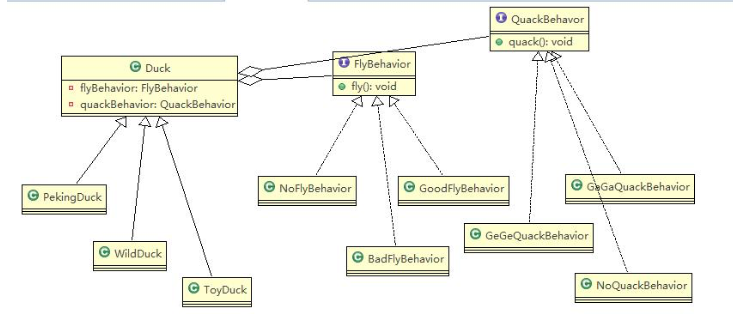 QuackBehavor
quack(): void
Duck
flyBehavior: FlyBehavior
quackBehavior: QuackBehavior
FlyBehavior
fly(): void
PekingDuck
WildDuck
ToyDuck
NoFlyBehavior
GoodFlyBehavior
BadFlyBehavior
GeGeQuackBehavior
GaGaQuackBehavior
NoQuackBehavior